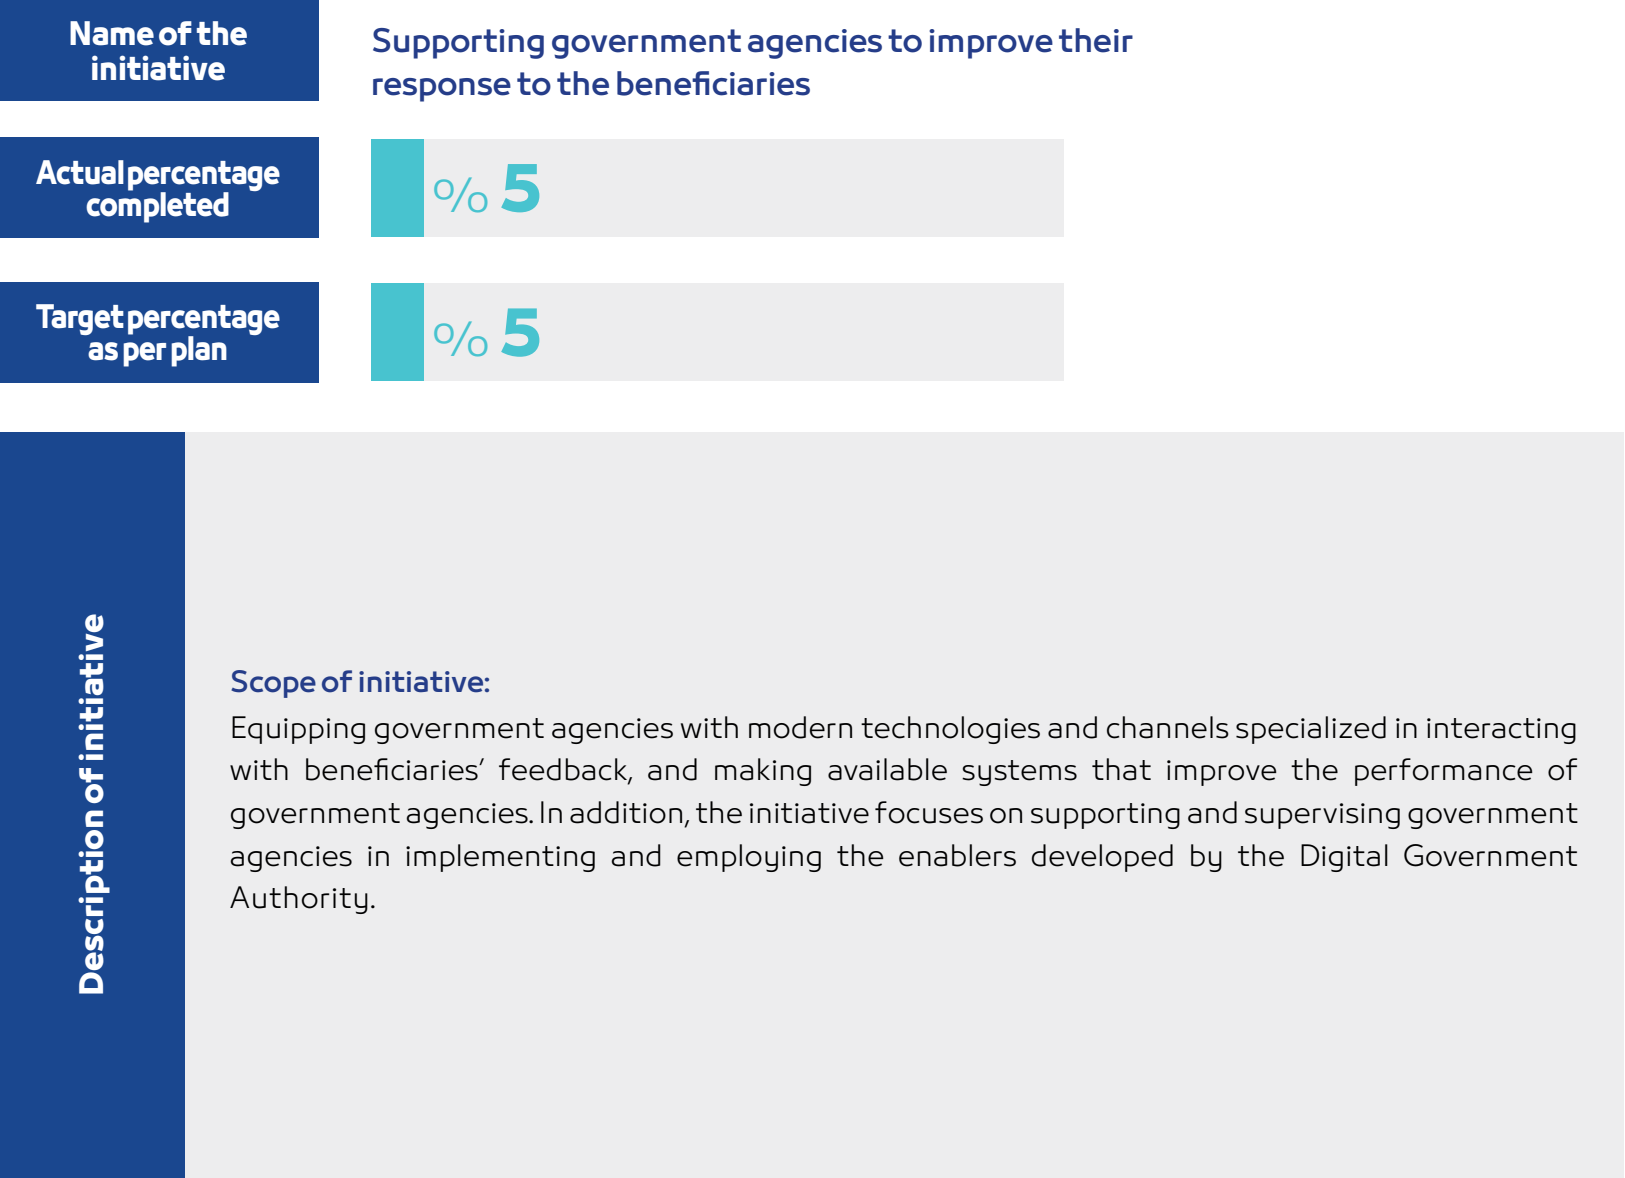 Name of the
initiative
Supporting government agencies to improve their
response to the beneficiaries
Actual percentage
completed
% 5
Target percentage
as per plan
% 5
Description of initiative
Scope of initiative:
Equipping government agencies with modern technologies and channels specialized in interacting
with beneficiaries’ feedback, and making available systems that improve the performance of
government agencies. In addition, the initiative focuses on supporting and supervising government
agencies in implementing and employing the enablers developed by the Digital Government
Authority.